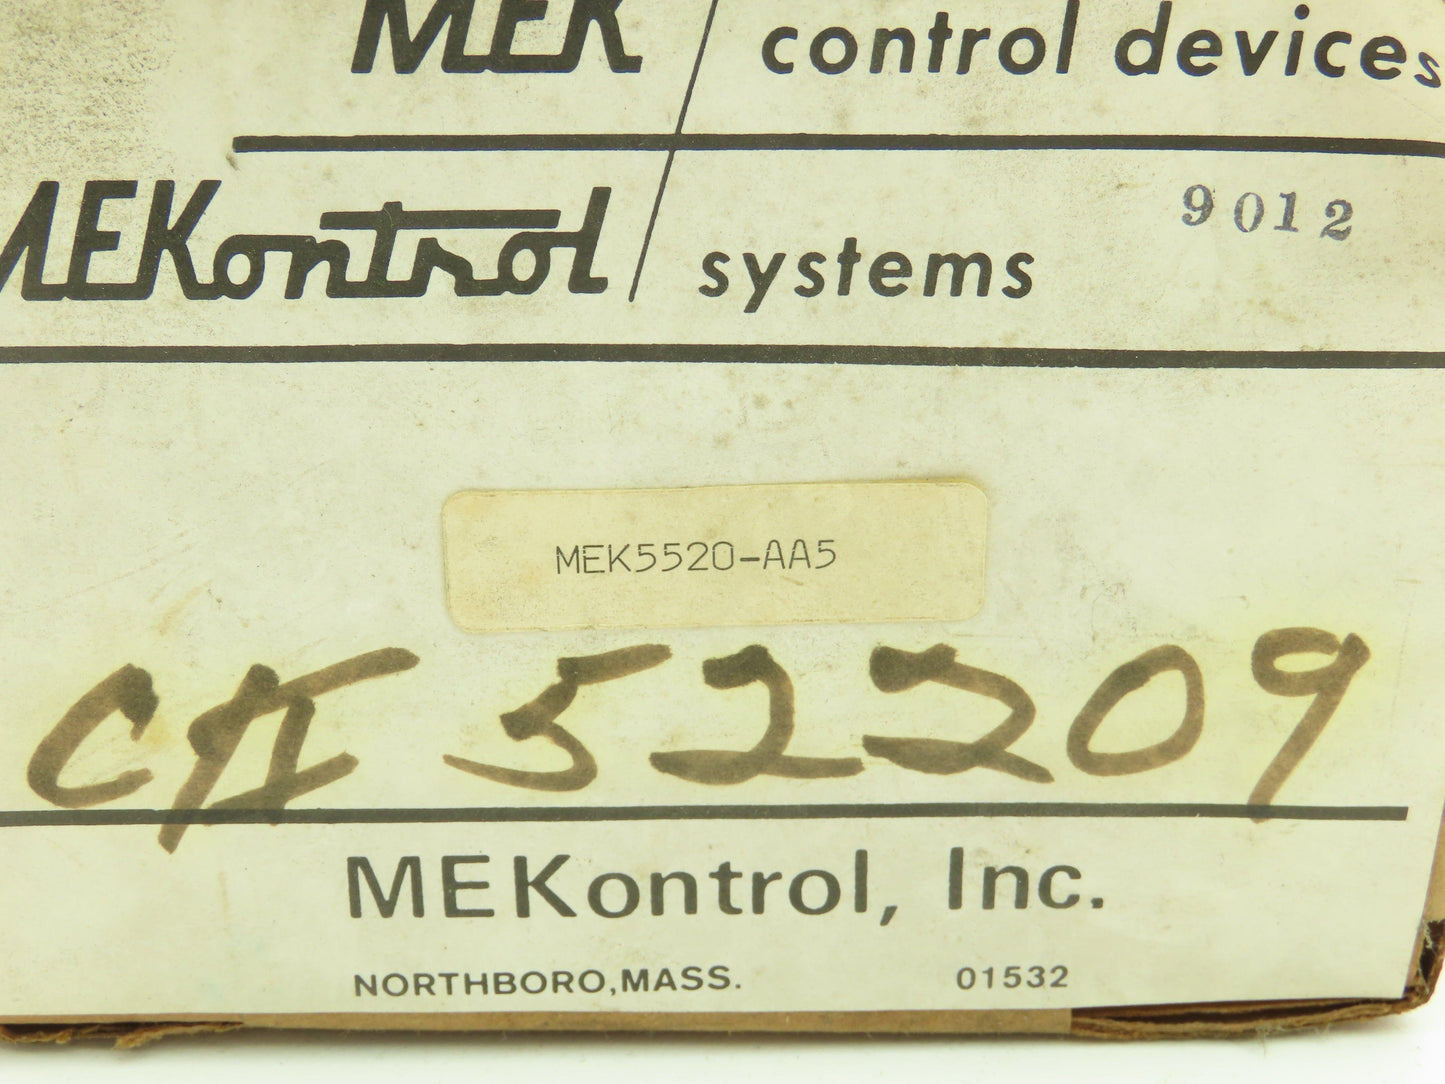 MEK / control devices
MEKontrol / systems
9012
MEK5520-AA5
52209
MEKontrol, Inc.
NORTHBORO, MASS. 01532